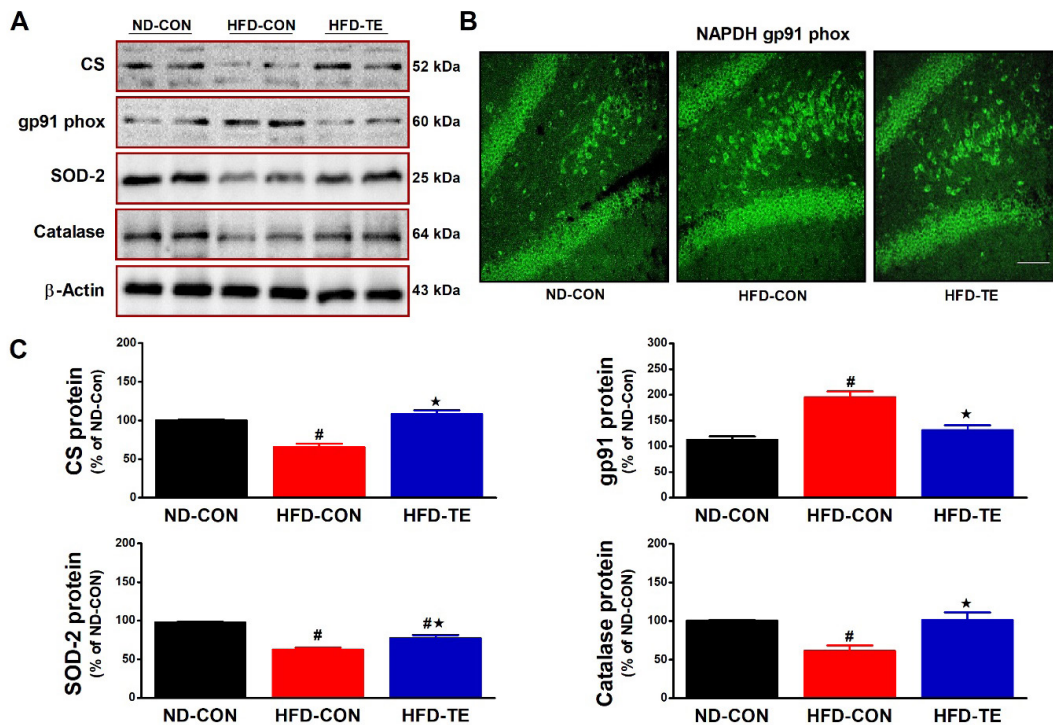 A
ND-CON HFD-CON HFD-TE
CS 52 kDa
gp91 phox 60 kDa
SOD-2 25 kDa
Catalase 64 kDa
β-Actin 43 kDa
B
NAPDH gp91 phox
ND-CON HFD-CON HFD-TE
C
CS protein
(% of ND-Con)
200
150
100
50
0
#
★
ND-CON HFD-CON HFD-TE
gp91 protein
(% of ND-Con)
300
250
200
150
100
50
0
#
★
ND-CON HFD-CON HFD-TE
SOD-2 protein
(% of ND-CON)
200
150
100
50
0
#
#★
ND-CON HFD-CON HFD-TE
Catalase protein
(% of ND-CON)
200
150
100
50
0
#
★
ND-CON HFD-CON HFD-TE